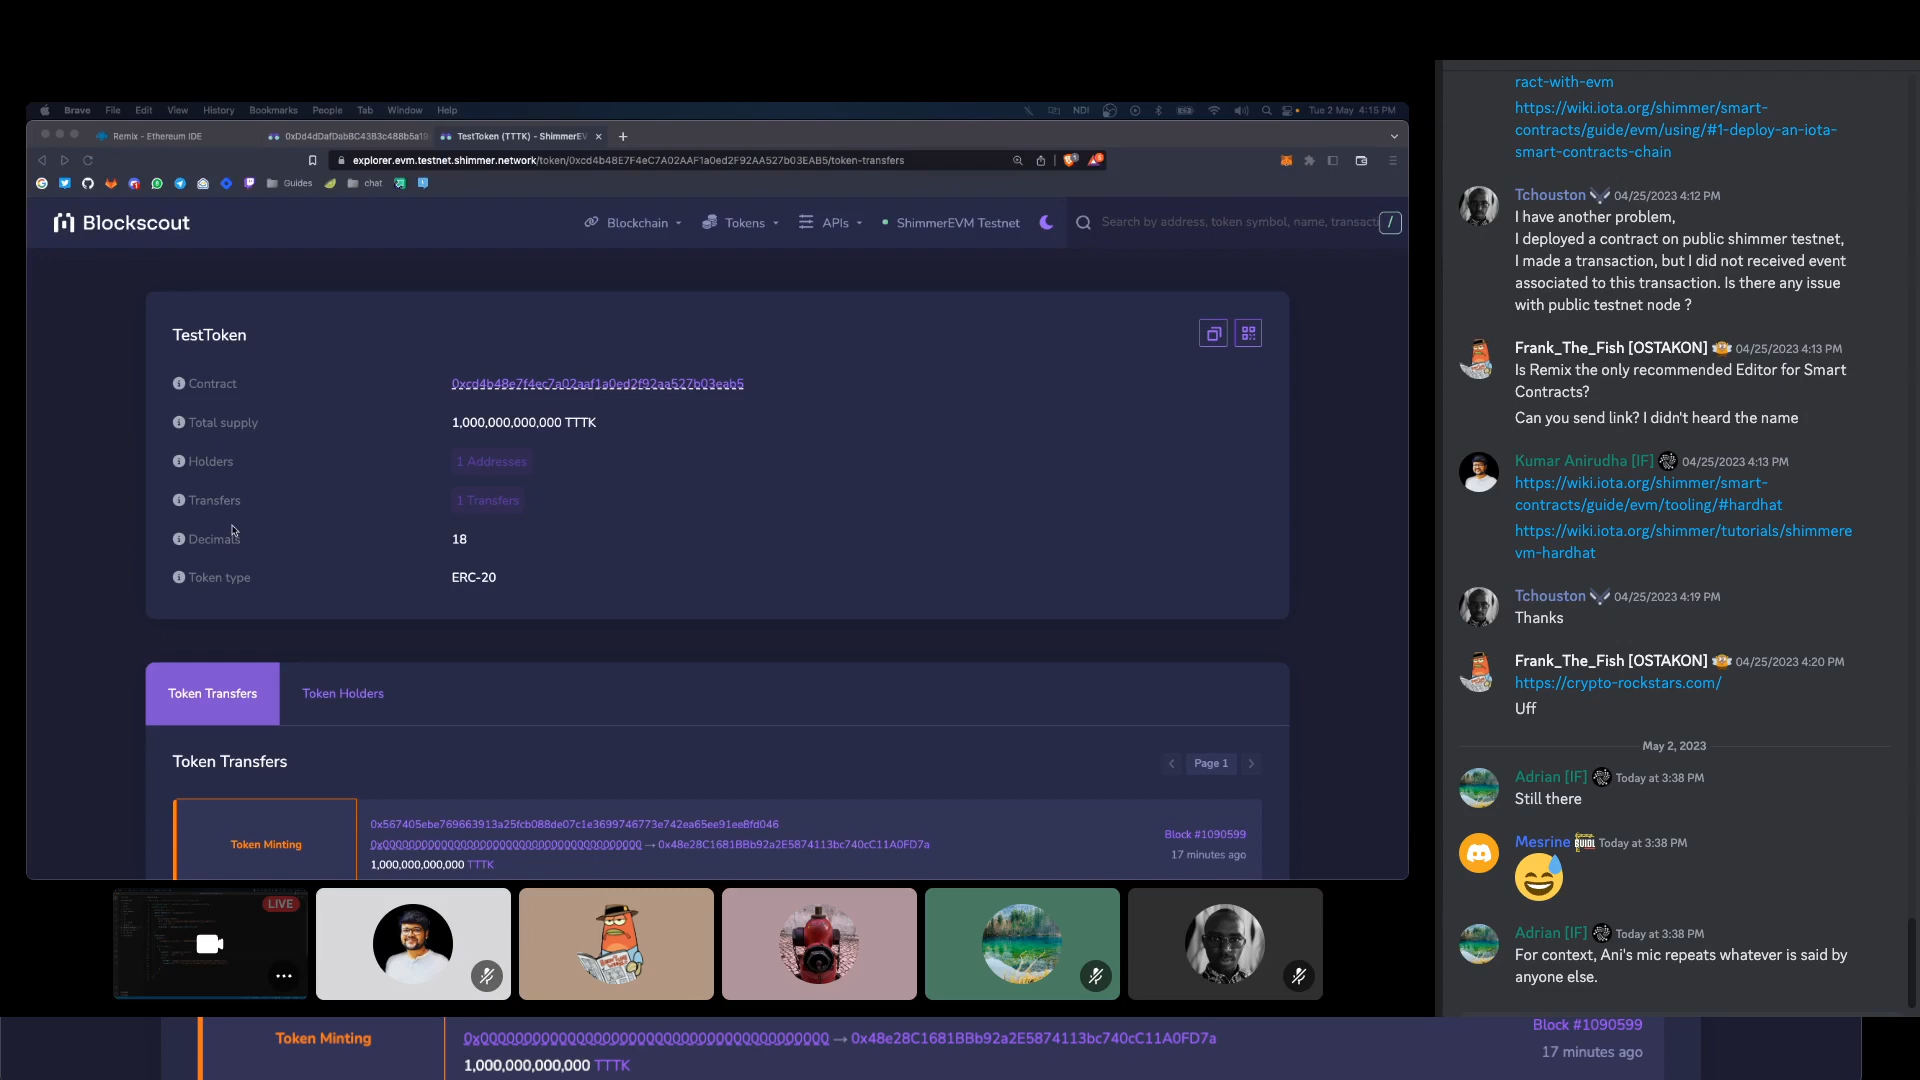 Brave File Edit View History Bookmarks People Tab Window Help
NDI Tue 2 May 4:15 PM
Remix - Ethereum IDE
0xDd4dDafDabBC43B3c488b5a19
TestToken (TTTK) - ShimmerEV
explorer.evm.testnet.shimmer.network/token/0xcd4b48E7F4eC7A02AAF1a0ed2F92AA527b03EAB5/token-transfers
Guides chat
Blockscout
Blockchain Tokens APIs ShimmerEVM Testnet
Search by address, token symbol, name, transact /
TestToken
Contract 0xcd4b48e7f4ec7a02aaf1a0ed2f92aa527b03eab5
Total supply 1,000,000,000,000 TTTK
Holders 1 Addresses
Transfers 1 Transfers
Decimals 18
Token type ERC-20
Token Transfers Token Holders
Token Transfers
Page 1
Token Minting
0x567405ebe769663913a25fcb088de07c1e3699746773e742ea65ee91ee8fd046
0x0000000000000000000000000000000000000000 → 0x48e28C1681BBb92a2E5874113bc740cC11A0FD7a
1,000,000,000,000 TTTK
Block #1090599
17 minutes ago
LIVE
Token Minting
0x0000000000000000000000000000000000000000 → 0x48e28C1681BBb92a2E5874113bc740cC11A0FD7a
1,000,000,000,000 TTTK
Block #1090599
17 minutes ago
ract-with-evm
https://wiki.iota.org/shimmer/smart-
contracts/guide/evm/using/#1-deploy-an-iota-
smart-contracts-chain
Tchouston 04/25/2023 4:12 PM
I have another problem,
I deployed a contract on public shimmer testnet,
I made a transaction, but I did not received event
associated to this transaction. Is there any issue
with public testnet node ?
Frank_The_Fish [OSTAKON] 04/25/2023 4:13 PM
Is Remix the only recommended Editor for Smart
Contracts?
Can you send link? I didn't heard the name
Kumar Anirudha [IF] 04/25/2023 4:13 PM
https://wiki.iota.org/shimmer/smart-
contracts/guide/evm/tooling/#hardhat
https://wiki.iota.org/shimmer/tutorials/shimmere
vm-hardhat
Tchouston 04/25/2023 4:19 PM
Thanks
Frank_The_Fish [OSTAKON] 04/25/2023 4:20 PM
https://crypto-rockstars.com/
Uff
May 2, 2023
Adrian [IF] Today at 3:38 PM
Still there
Mesrine BUIDL Today at 3:38 PM
Adrian [IF] Today at 3:38 PM
For context, Ani's mic repeats whatever is said by
anyone else.